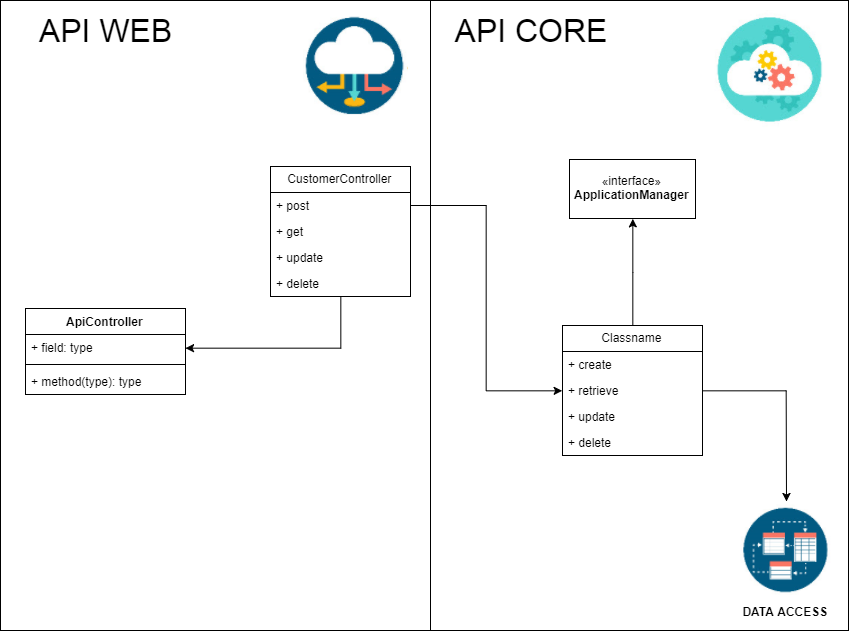 API WEB
API CORE
CustomerController
+ post
+ get
+ update
+ delete
ApiController
+ field: type
+ method(type): type
«interface»
ApplicationManager
Classname
+ create
+ retrieve
+ update
+ delete
DATA ACCESS